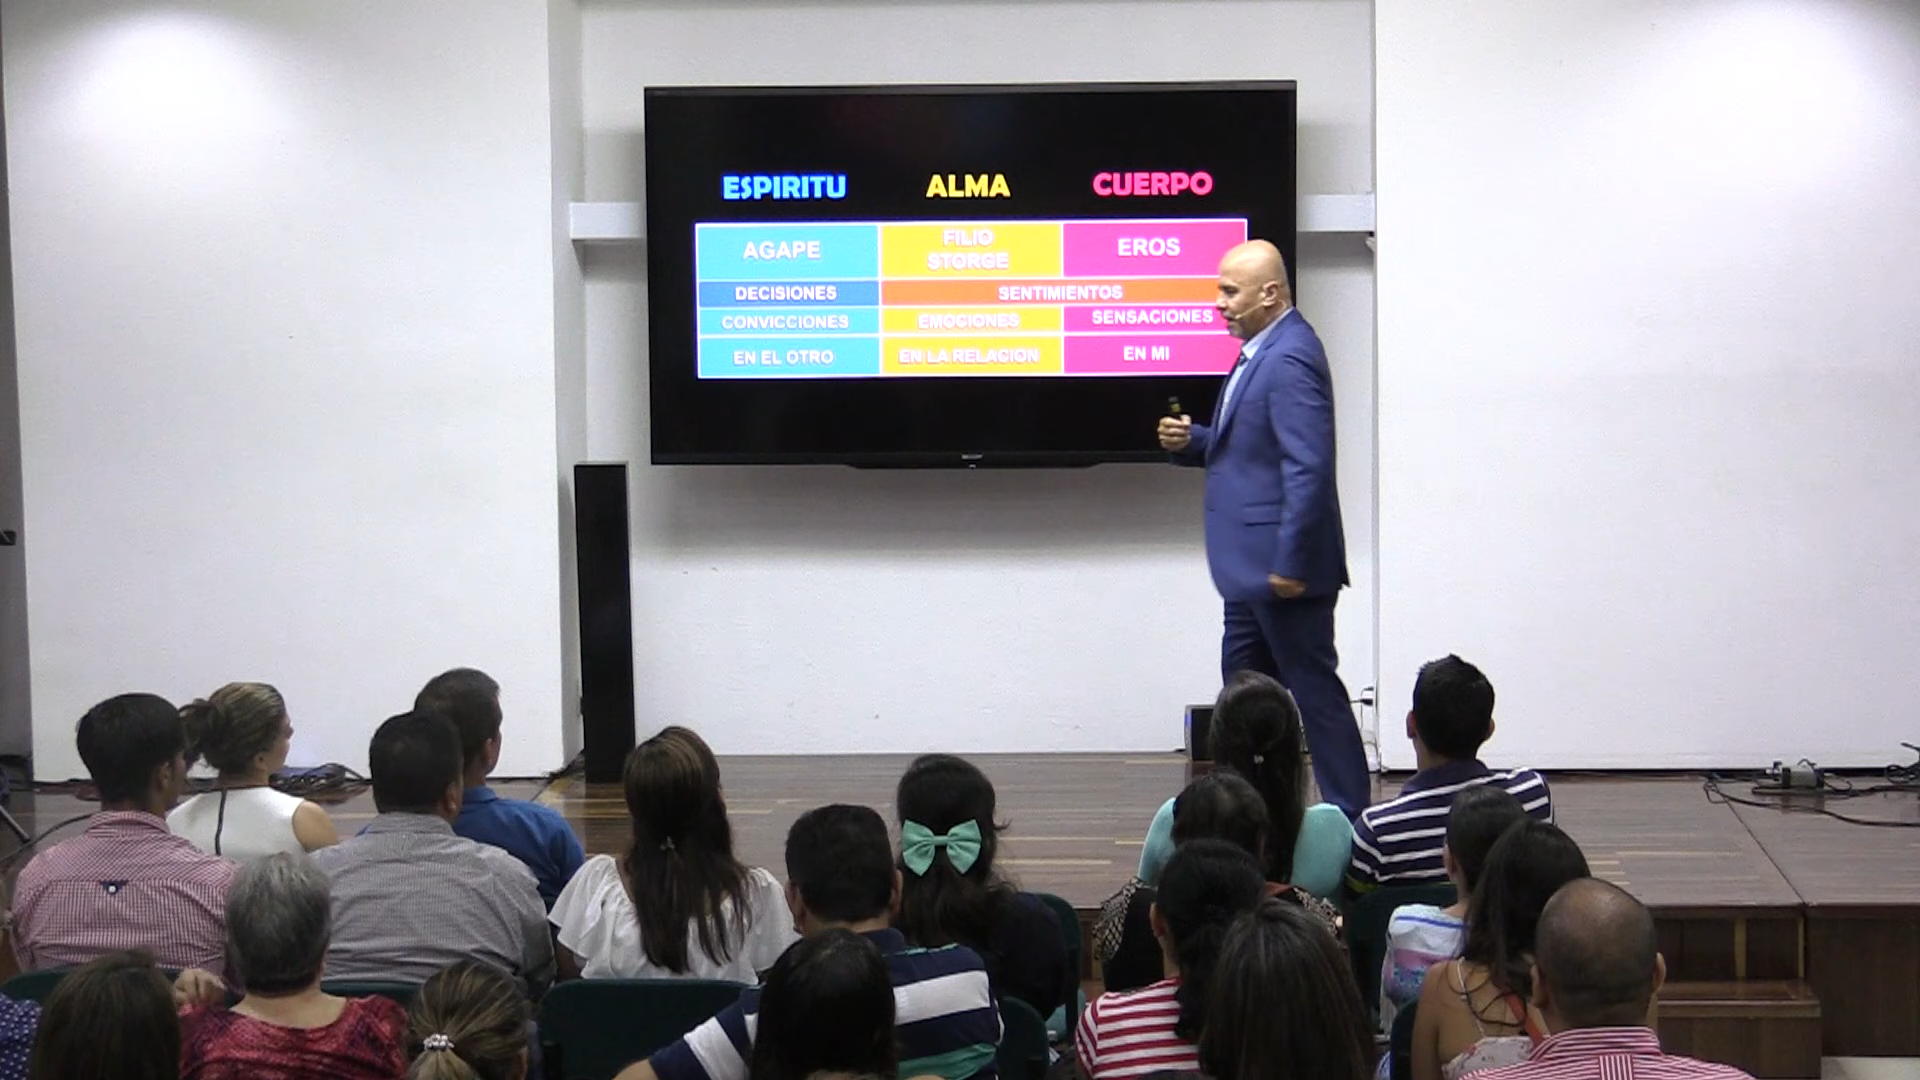 ESPIRITU ALMA CUERPO
AGAPE FILIO STORGE EROS
DECISIONES SENTIMIENTOS
CONVICCIONES EMOCIONES SENSACIONES
EN EL OTRO EN LA RELACION EN MI